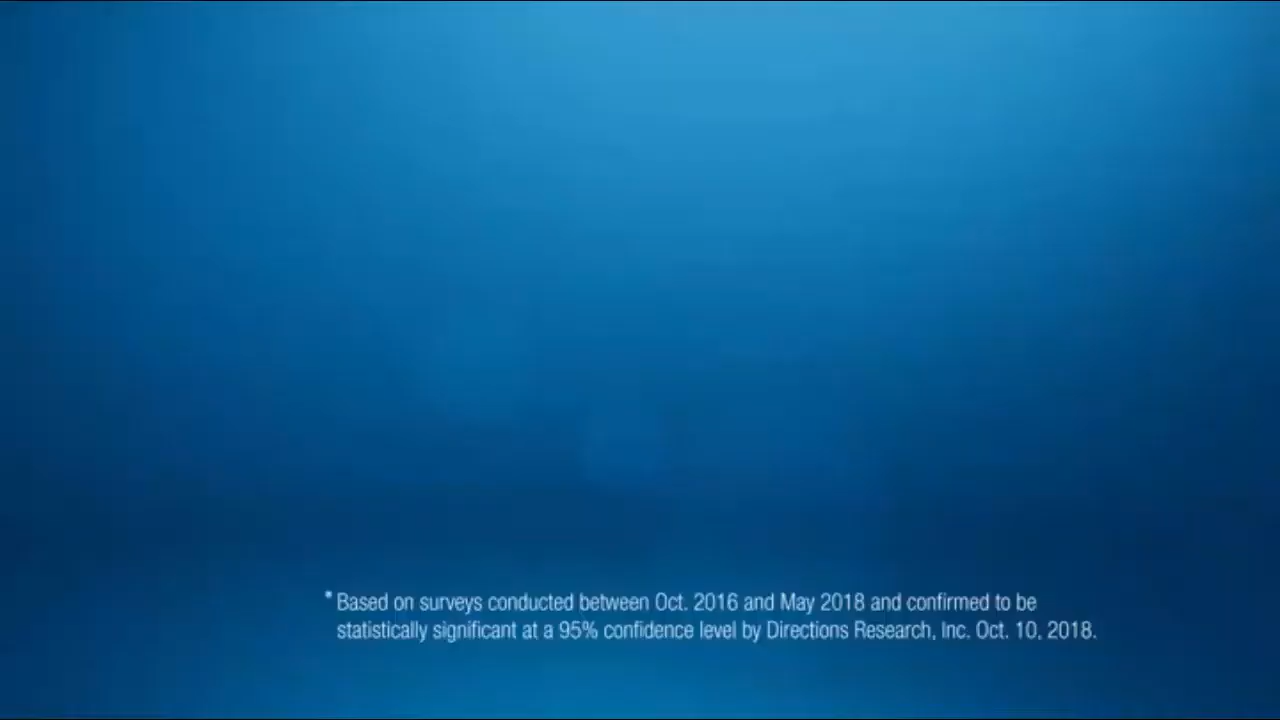 * Based on surveys conducted between Oct. 2016 and May 2018 and confirmed to be
statistically significant at a 95% confidence level by Directions Research, Inc. Oct. 10, 2018.